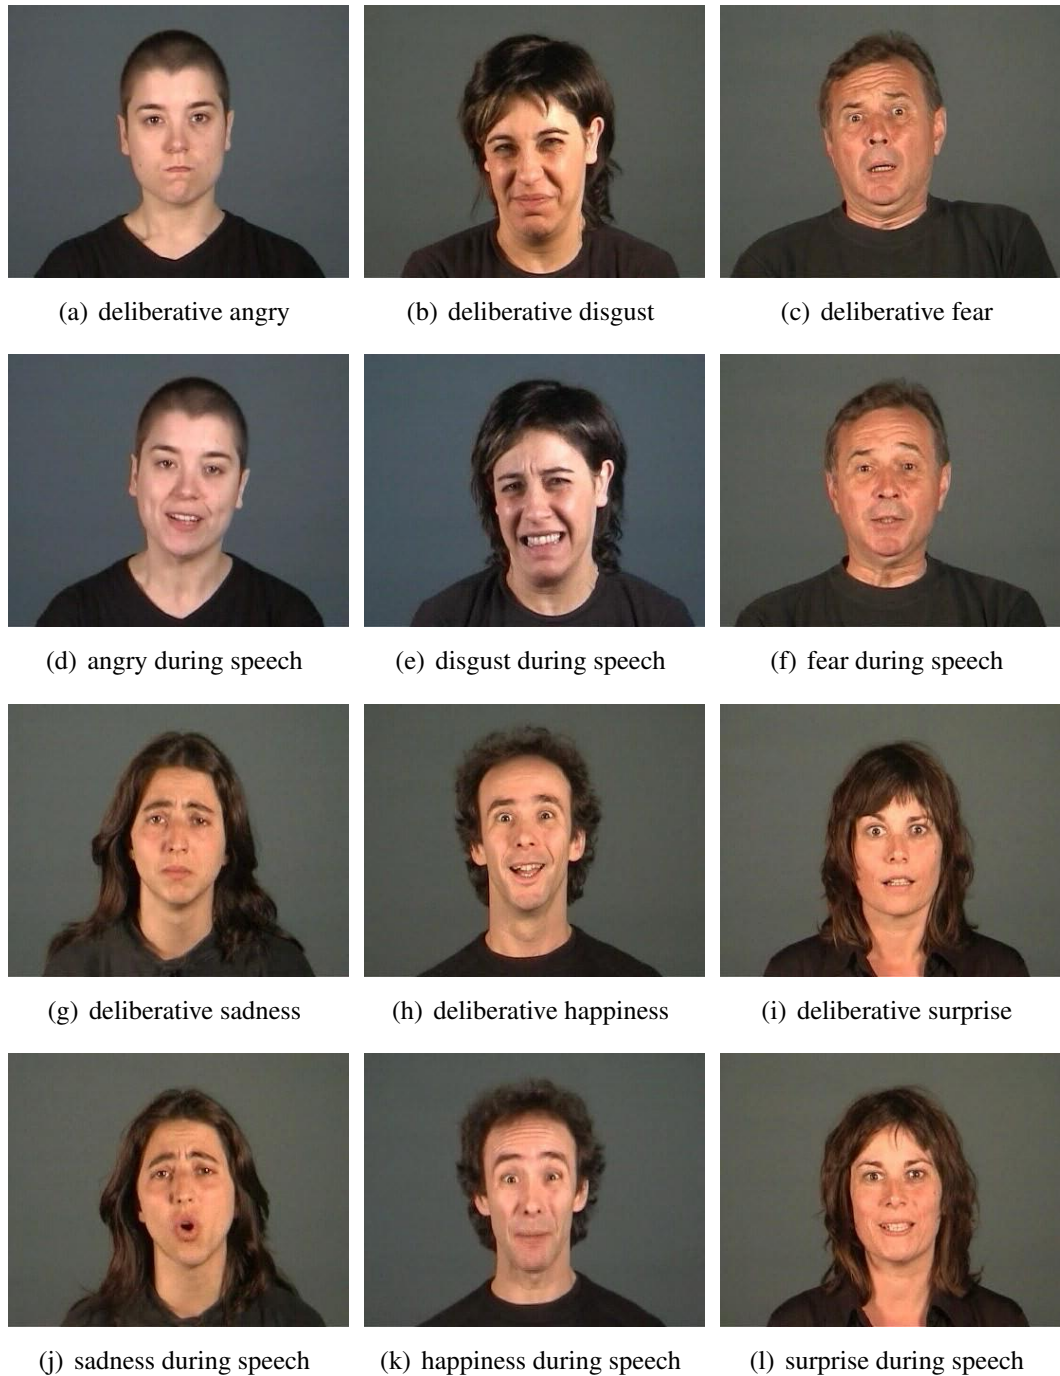 (a) deliberative angry
(b) deliberative disgust
(c) deliberative fear
(d) angry during speech
(e) disgust during speech
(f) fear during speech
(g) deliberative sadness
(h) deliberative happiness
(i) deliberative surprise
(j) sadness during speech
(k) happiness during speech
(l) surprise during speech